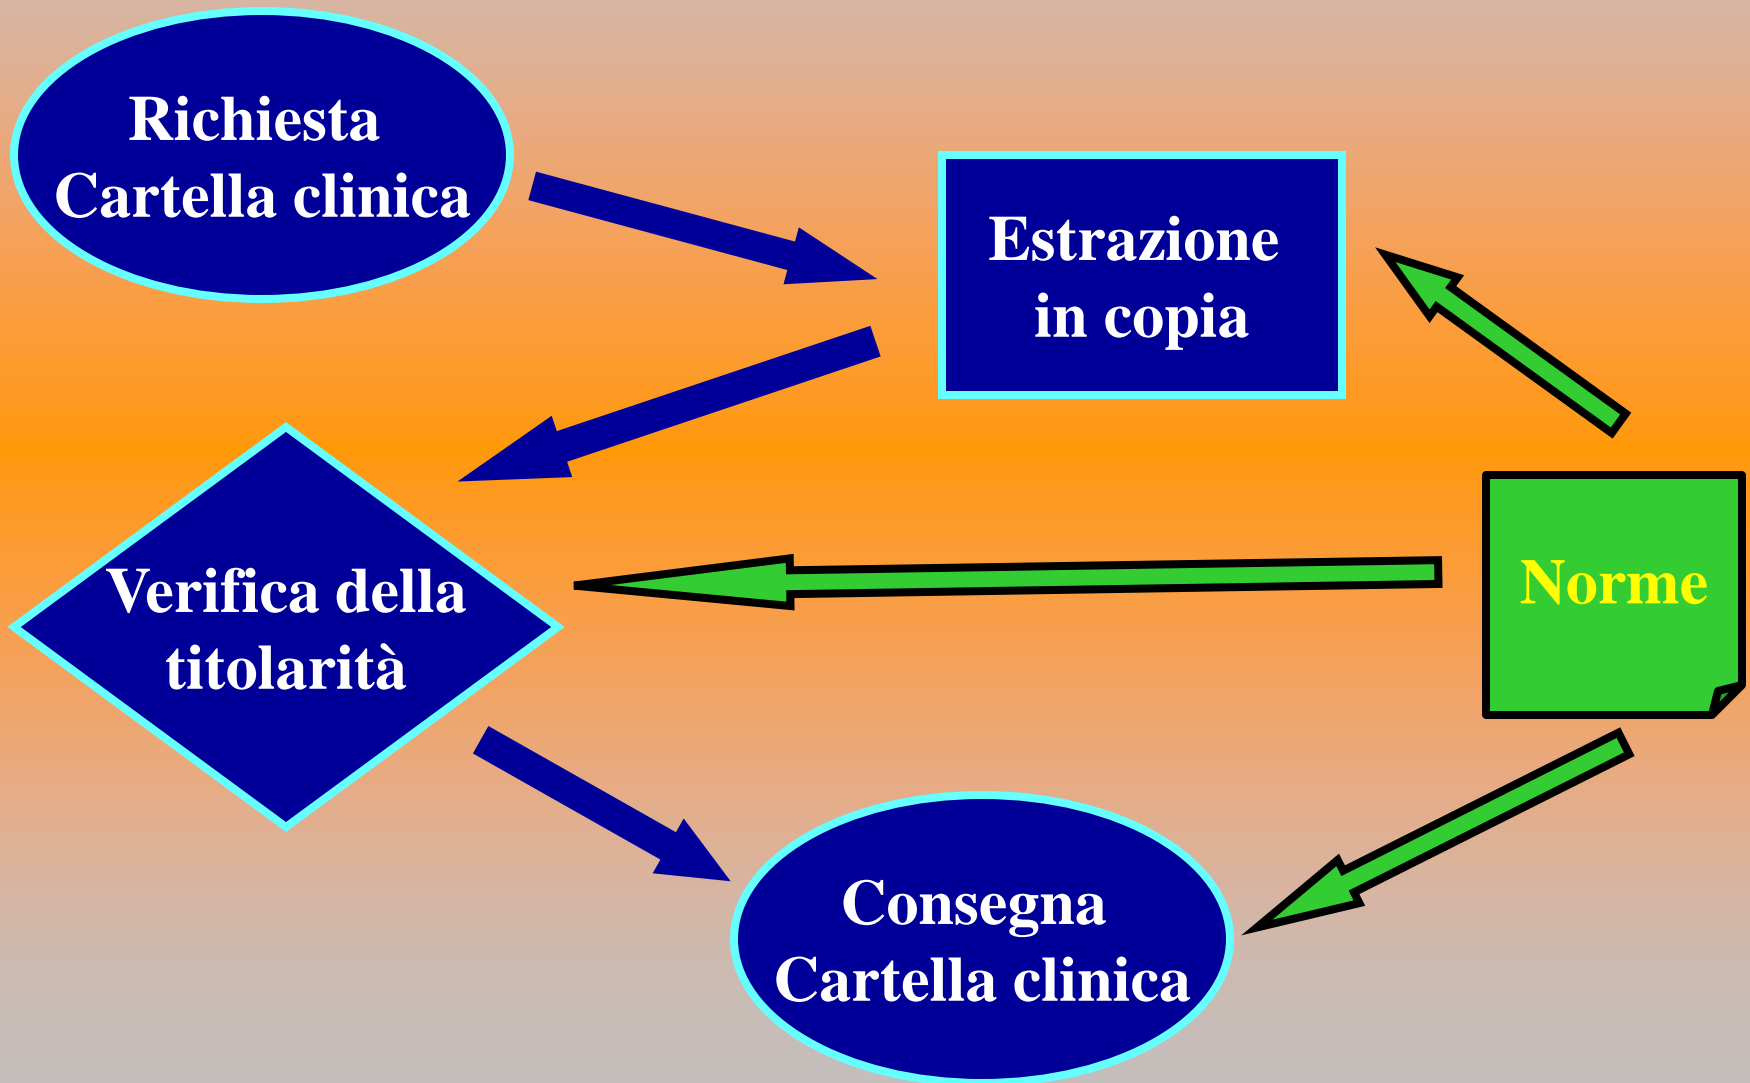 Richiesta
Cartella clinica
Estrazione
in copia
Verifica della
titolarità
Norme
Consegna
Cartella clinica